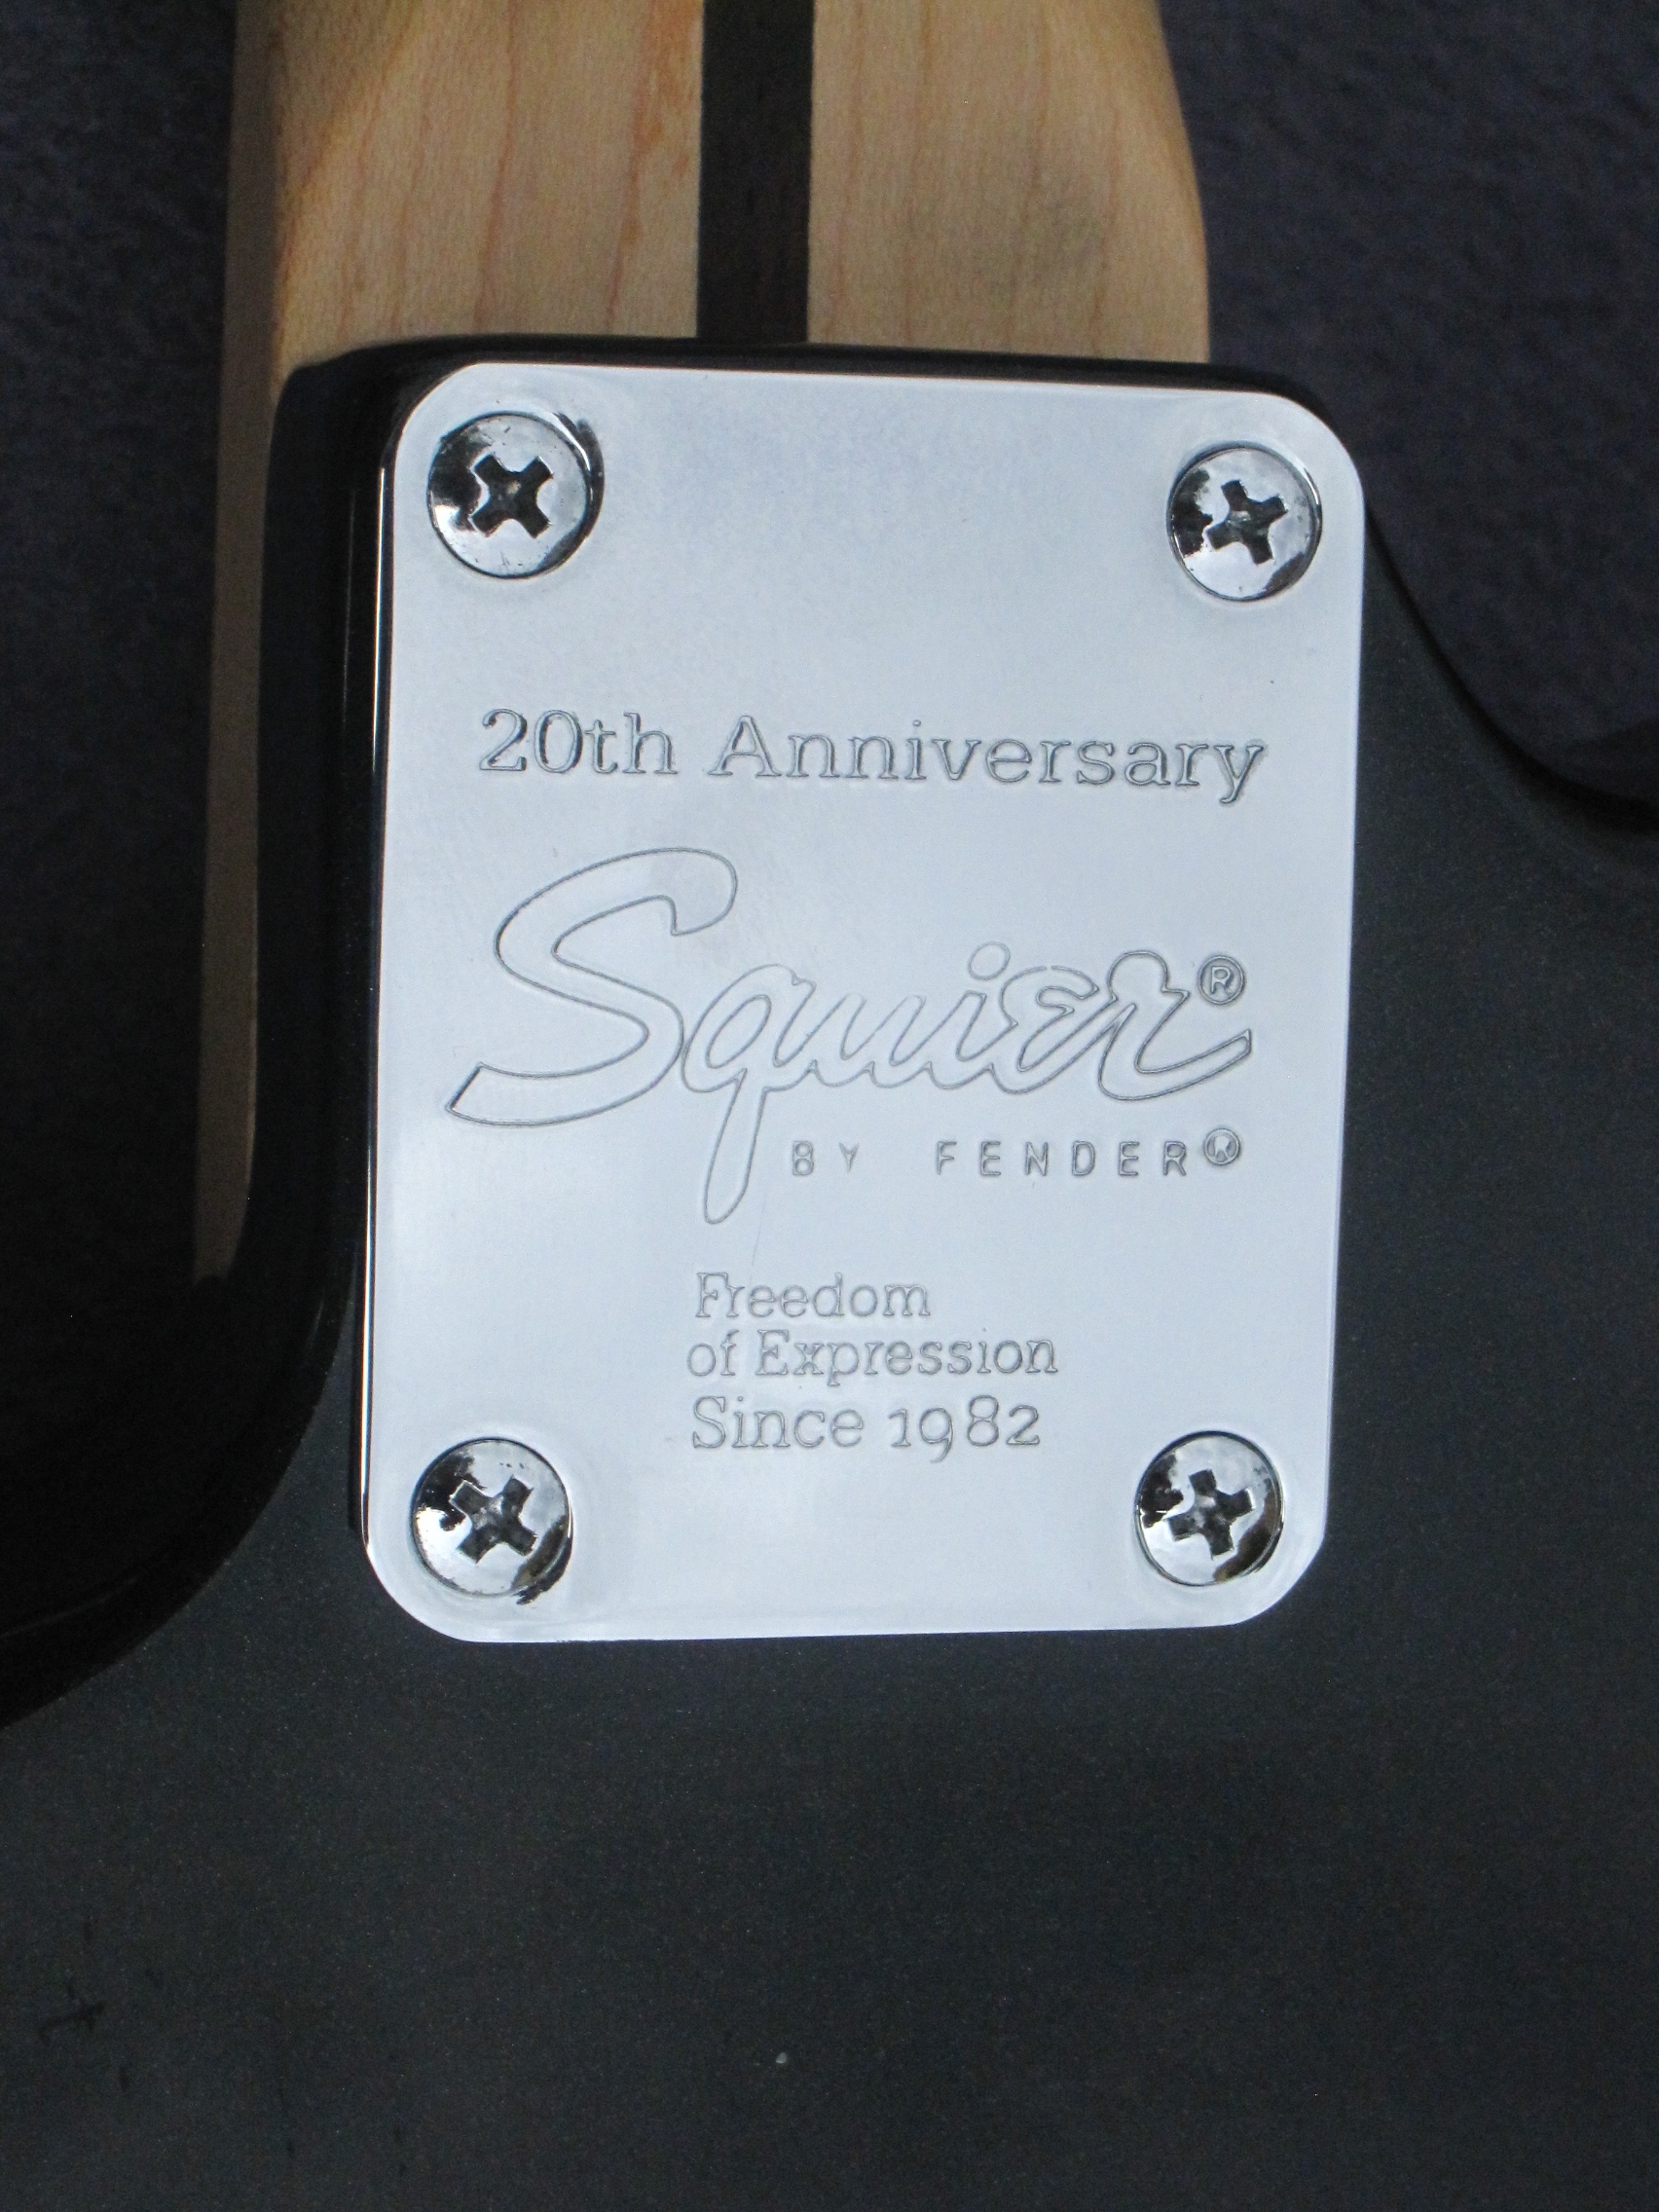 20th Anniversary
Squier®
BY FENDER®
Freedom
of Expression
Since 1982